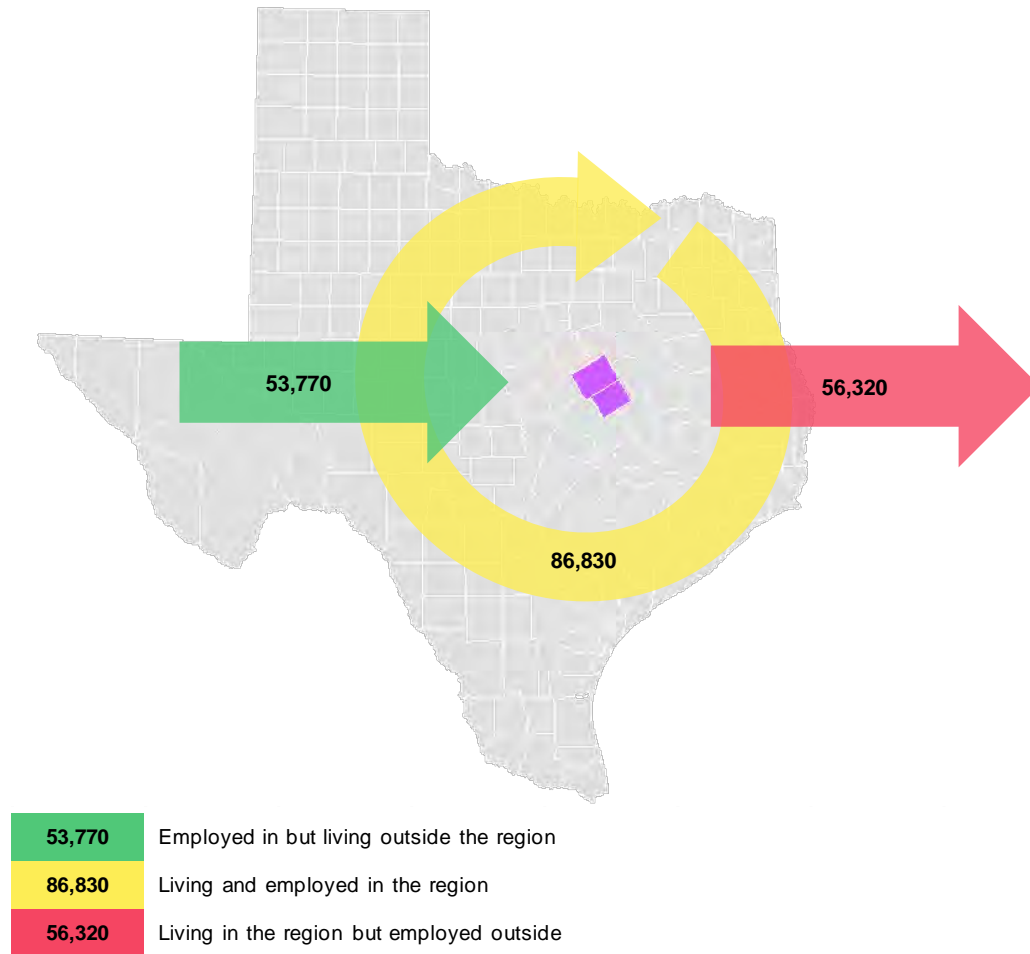 53,770
56,320
86,830
53,770 Employed in but living outside the region
86,830 Living and employed in the region
56,320 Living in the region but employed outside